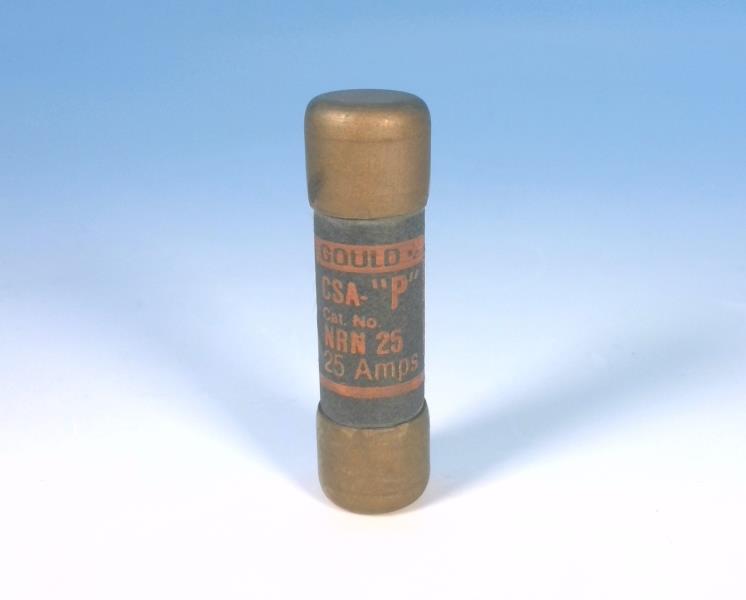 GOULD
CSA-"P"
Cat. No.
NRN 25
25 Amps